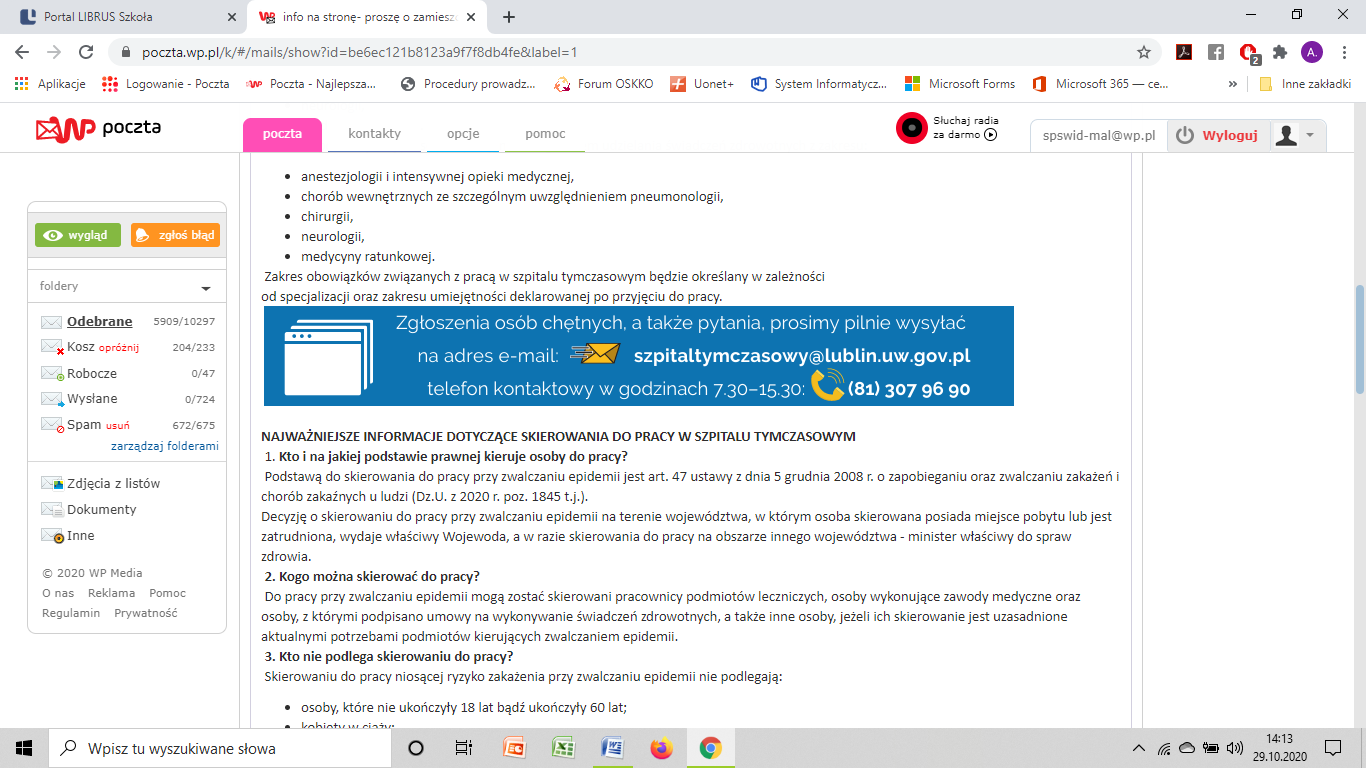 Portal LIBRUS Szkoła
info na stronę- proszę o zamiesz
poczta.wp.pl/k/#/mails/show?id=be6ec121b8123a9f7f8db4fe&label=1
A.
2
Aplikacje
Logowanie - Poczta
Poczta - Najlepsza...
Procedury prowadz...
Forum OSKKO
Uonet+
System Informatycz...
Microsoft Forms
Microsoft 365 — ce...
»
Inne zakładki
WP poczta
poczta
kontakty
opcje
pomoc
Słuchaj radia
za darmo
spswid-mal@wp.pl
Wyloguj
wygląd
zgłoś błąd
foldery
Odebrane 5909/10297
Kosz opróżnij 204/233
Robocze 0/47
Wysłane 0/724
Spam usuń 672/675
zarządzaj folderami
Zdjęcia z listów
Dokumenty
Inne
© 2020 WP Media
O nas Reklama Pomoc
Regulamin Prywatność
• anestezjologii i intensywnej opieki medycznej,
• chorób wewnętrznych ze szczególnym uwzględnieniem pneumonologii,
• chirurgii,
• neurologii,
• medycyny ratunkowej.
Zakres obowiązków związanych z pracą w szpitalu tymczasowym będzie określany w zależności
od specjalizacji oraz zakresu umiejętności deklarowanej po przyjęciu do pracy.
Zgłoszenia osób chętnych, a także pytania, prosimy pilnie wysyłać
na adres e-mail: szpitaltymczasowy@lublin.uw.gov.pl
telefon kontaktowy w godzinach 7.30–15.30: (81) 307 96 90
NAJWAŻNIEJSZE INFORMACJE DOTYCZĄCE SKIEROWANIA DO PRACY W SZPITALU TYMCZASOWYM
1. Kto i na jakiej podstawie prawnej kieruje osoby do pracy?
Podstawą do skierowania do pracy przy zwalczaniu epidemii jest art. 47 ustawy z dnia 5 grudnia 2008 r. o zapobieganiu oraz zwalczaniu zakażeń i
chorób zakaźnych u ludzi (Dz.U. z 2020 r. poz. 1845 t.j.).
Decyzję o skierowaniu do pracy przy zwalczaniu epidemii na terenie województwa, w którym osoba skierowana posiada miejsce pobytu lub jest
zatrudniona, wydaje właściwy Wojewoda, a w razie skierowania do pracy na obszarze innego województwa - minister właściwy do spraw
zdrowia.
2. Kogo można skierować do pracy?
Do pracy przy zwalczaniu epidemii mogą zostać skierowani pracownicy podmiotów leczniczych, osoby wykonujące zawody medyczne oraz
osoby, z którymi podpisano umowy na wykonywanie świadczeń zdrowotnych, a także inne osoby, jeżeli ich skierowanie jest uzasadnione
aktualnymi potrzebami podmiotów kierujących zwalczaniem epidemii.
3. Kto nie podlega skierowaniu do pracy?
Skierowaniu do pracy niosącej ryzyko zakażenia przy zwalczaniu epidemii nie podlegają:
• osoby, które nie ukończyły 18 lat bądź ukończyły 60 lat;
• kobiety w ciąży;
Wpisz tu wyszukiwane słowa
14:13
29.10.2020